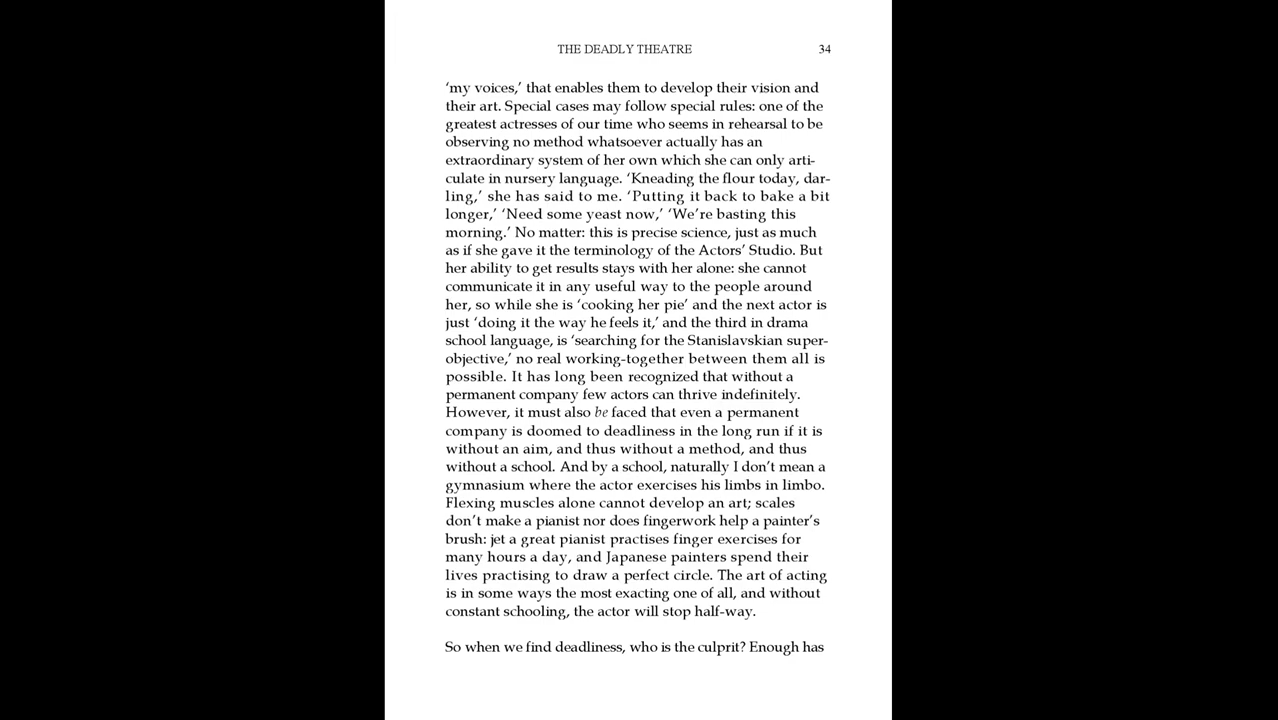 THE DEADLY THEATRE 34
‘my voices,’ that enables them to develop their vision and
their art. Special cases may follow special rules: one of the
greatest actresses of our time who seems in rehearsal to be
observing no method whatsoever actually has an
extraordinary system of her own which she can only arti-
culate in nursery language. ‘Kneading the flour today, dar-
ling,’ she has said to me. ‘Putting it back to bake a bit
longer,’ ‘Need some yeast now,’ ‘We’re basting this
morning.’ No matter: this is precise science, just as much
as if she gave it the terminology of the Actors’ Studio. But
her ability to get results stays with her alone: she cannot
communicate it in any useful way to the people around
her, so while she is ‘cooking her pie’ and the next actor is
just ‘doing it the way he feels it,’ and the third in drama
school language, is ‘searching for the Stanislavskian super-
objective,’ no real working-together between them all is
possible. It has long been recognized that without a
permanent company few actors can thrive indefinitely.
However, it must also be faced that even a permanent
company is doomed to deadliness in the long run if it is
without an aim, and thus without a method, and thus
without a school. And by a school, naturally I don’t mean a
gymnasium where the actor exercises his limbs in limbo.
Flexing muscles alone cannot develop an art; scales
don’t make a pianist nor does fingerwork help a painter’s
brush: jet a great pianist practises finger exercises for
many hours a day, and Japanese painters spend their
lives practising to draw a perfect circle. The art of acting
is in some ways the most exacting one of all, and without
constant schooling, the actor will stop half-way.
So when we find deadliness, who is the culprit? Enough has